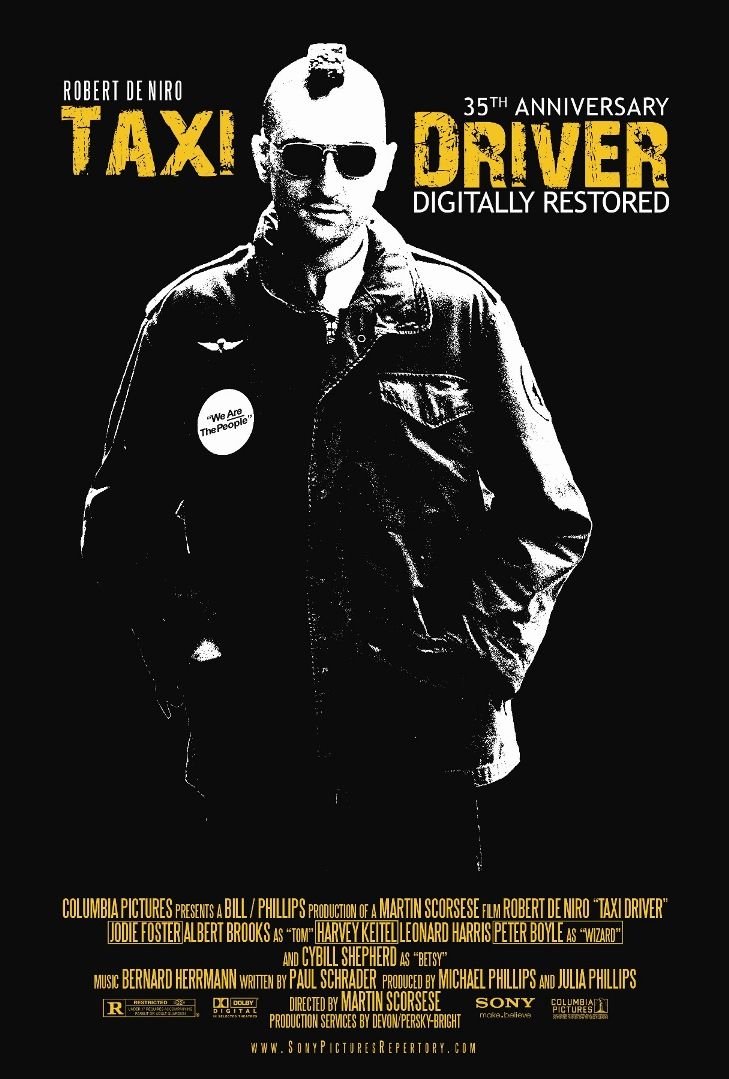 ROBERT DE NIRO
TAXI
35TH ANNIVERSARY
DRIVER
DIGITALLY RESTORED
"We Are
The People"
COLUMBIA PICTURES PRESENTS A BILL / PHILLIPS PRODUCTION OF A MARTIN SCORSESE FILM ROBERT DE NIRO "TAXI DRIVER"
JODIE FOSTER ALBERT BROOKS AS "TOM" HARVEY KEITEL LEONARD HARRIS PETER BOYLE AS "WIZARD"
AND CYBILL SHEPHERD AS "BETSY"
MUSIC BERNARD HERRMANN WRITTEN BY PAUL SCHRADER PRODUCED BY MICHAEL PHILLIPS AND JULIA PHILLIPS
DIRECTED BY MARTIN SCORSESE
PRODUCTION SERVICES BY DEVON/PERSKY-BRIGHT
R RESTRICTED
DOLBY
DIGITAL
IN SELECTED THEATRES
SONY
make.believe
COLUMBIA
PICTURES
WWW.SONYPICTURESREPERTORY.COM